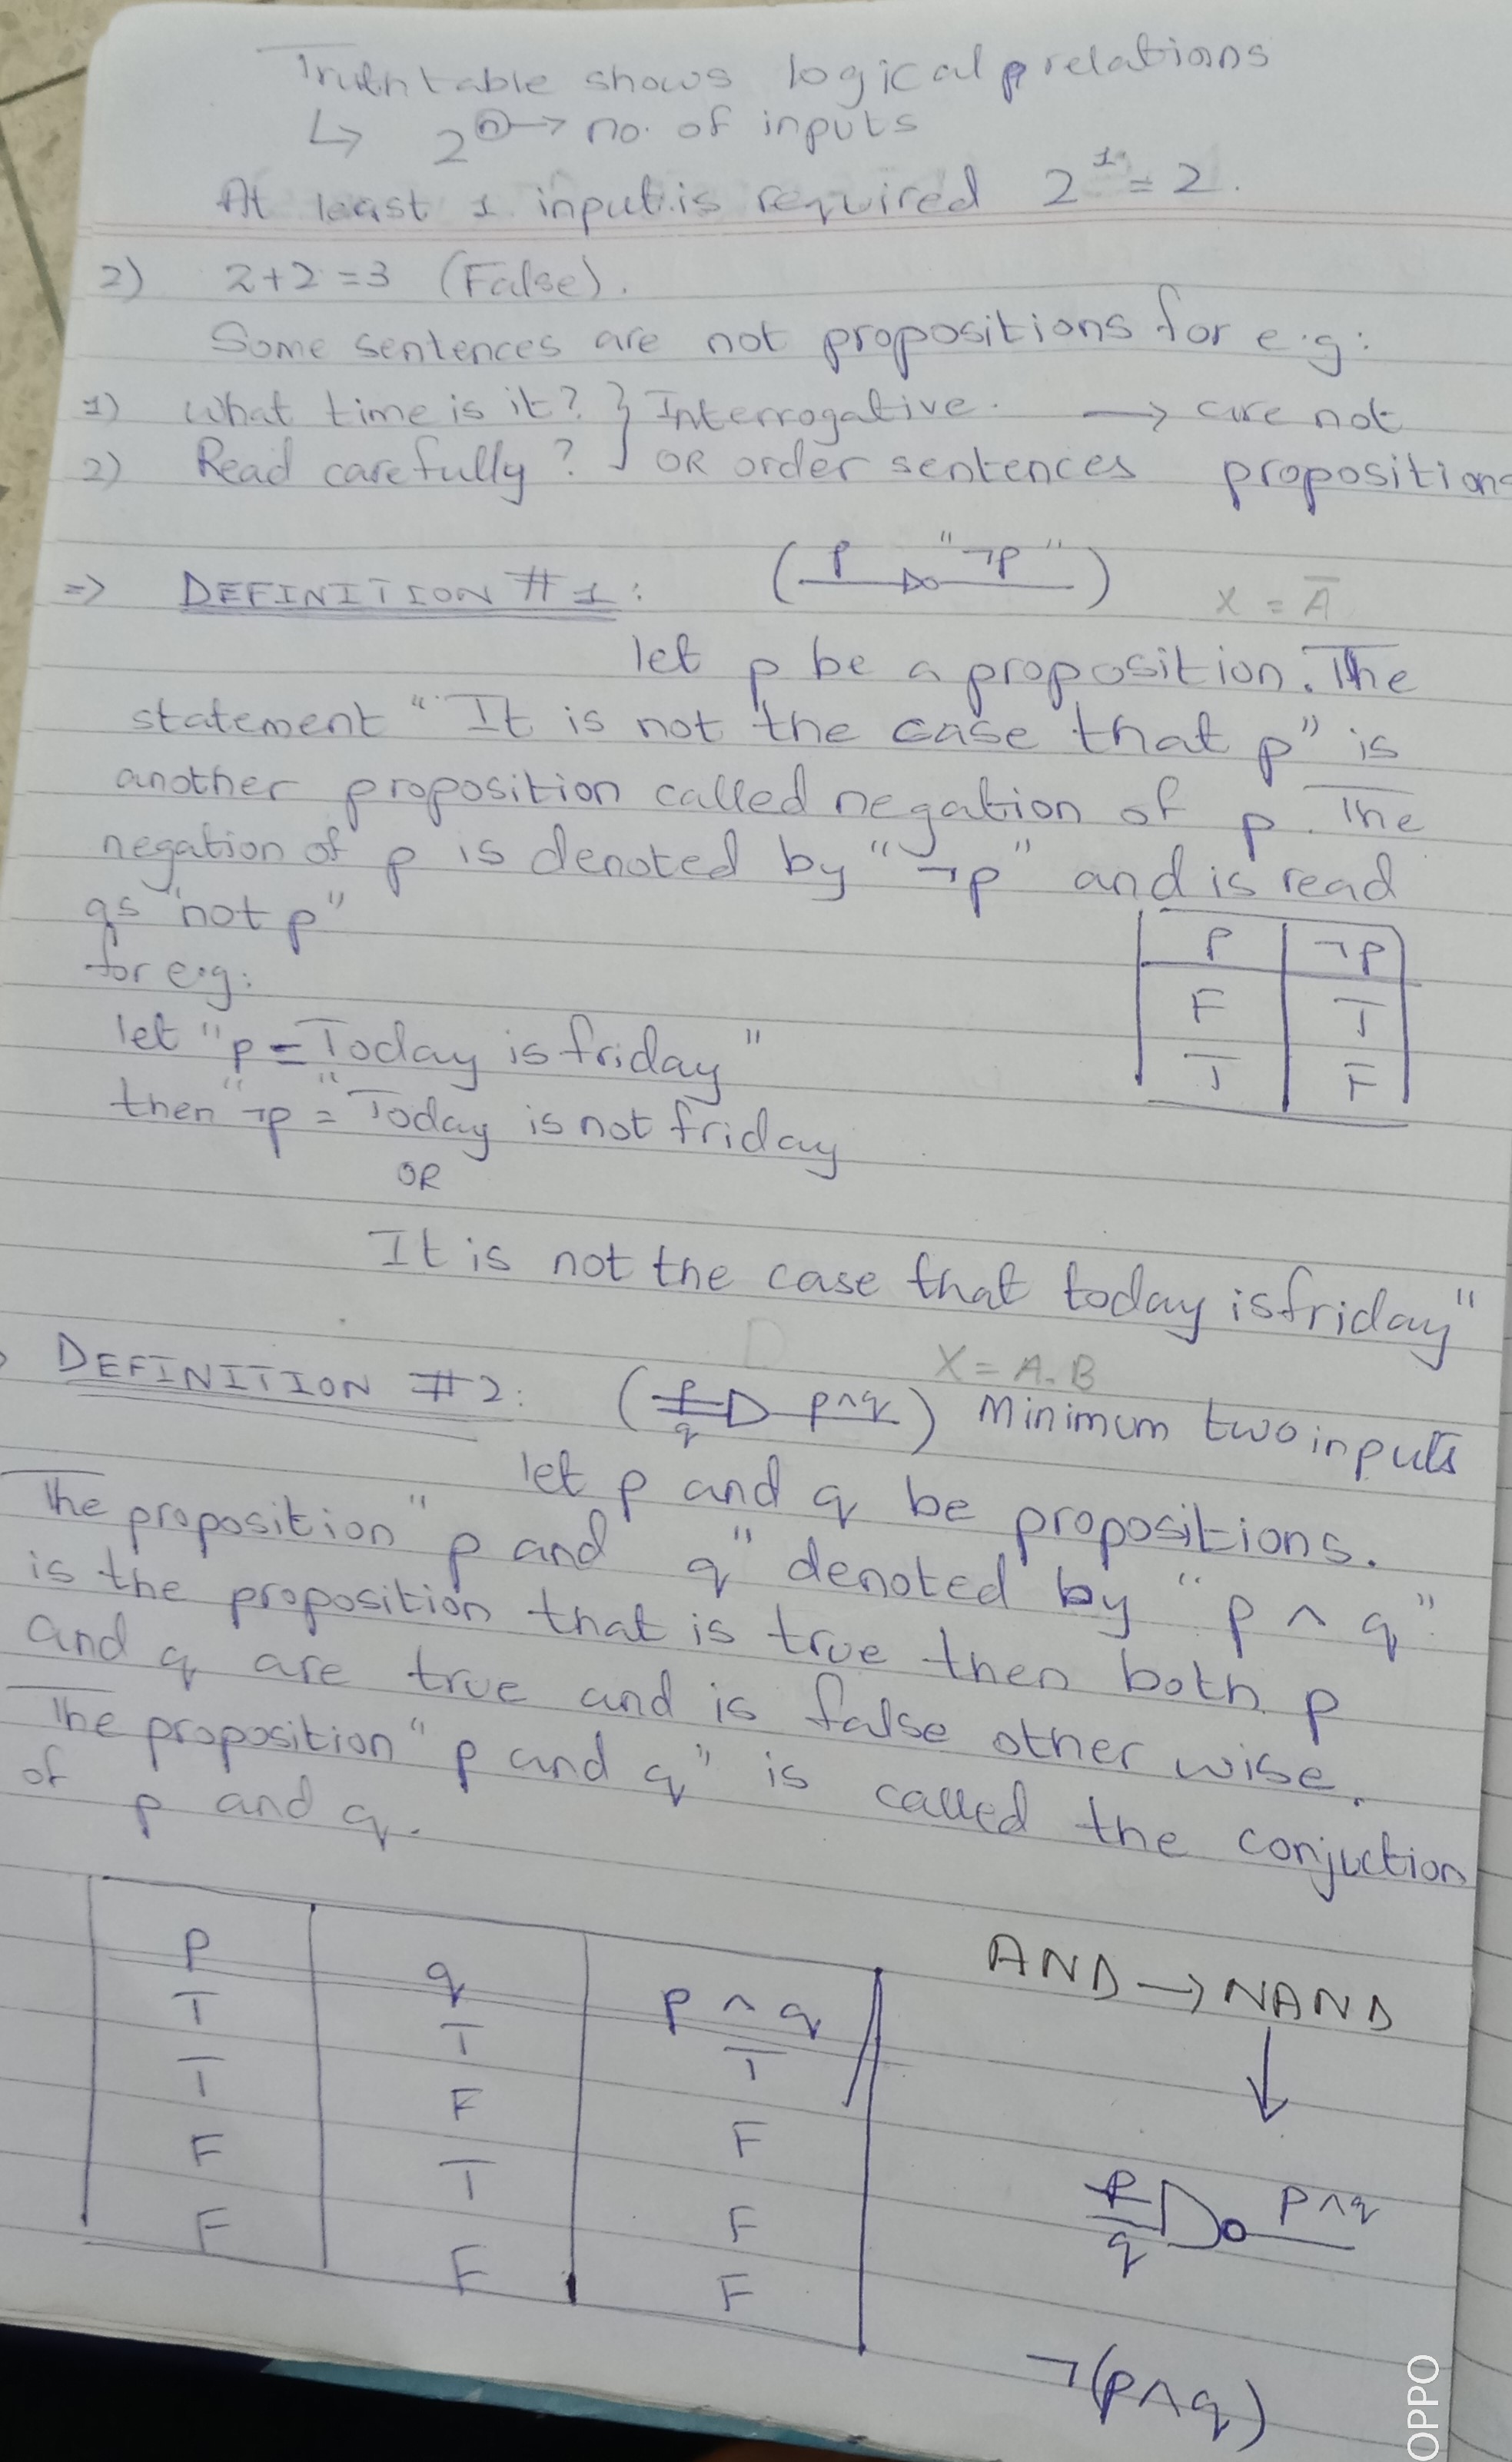 Truth table shows logical p relations
↳ 2^n → no. of inputs
At least 1 input is required 2^1 = 2.
2) 2+2=3 (False).
Some sentences are not propositions for e.g:
1) What time is it? } Interrogative. → are not
2) Read carefully? } OR order sentences propositions
=> DEFINITION #1: (p "¬p") X = A̅
let p be a proposition. The
statement "It is not the case that p" is
another proposition called negation of p. The
negation of p is denoted by "¬p" and is read
as "not p"
for e.g:
P ¬P
F T
T F
let "p = Today is friday"
then "¬p = "Today is not friday
OR
It is not the case that today is friday"
DEFINITION #2: (p q p∧q) Minimum two inputs
X = A.B
let p and q be propositions.
The proposition "p and q" denoted by "p ∧ q"
is the proposition that is true then both p
and q are true and is false other wise.
The proposition "p and q" is called the conjuction
of p and q.
P q p ∧ q
T T T
T F F
F T F
F F F
AND → NAND
↓
p q p∧q
¬(p∧q)
OPPO